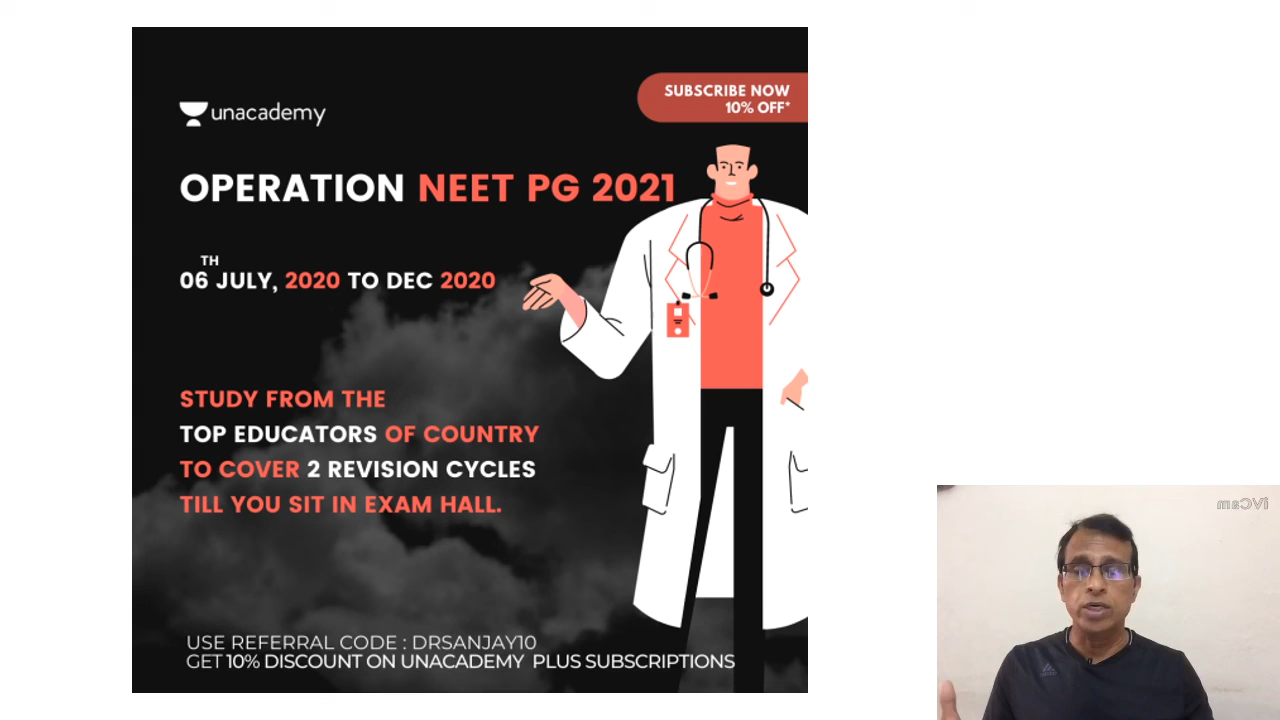 SUBSCRIBE NOW
10% OFF*
unacademy
OPERATION NEET PG 2021
06TH JULY, 2020 TO DEC 2020
STUDY FROM THE
TOP EDUCATORS OF COUNTRY
TO COVER 2 REVISION CYCLES
TILL YOU SIT IN EXAM HALL.
USE REFERRAL CODE : DRSANJAY10
GET 10% DISCOUNT ON UNACADEMY PLUS SUBSCRIPTIONS
iVCam